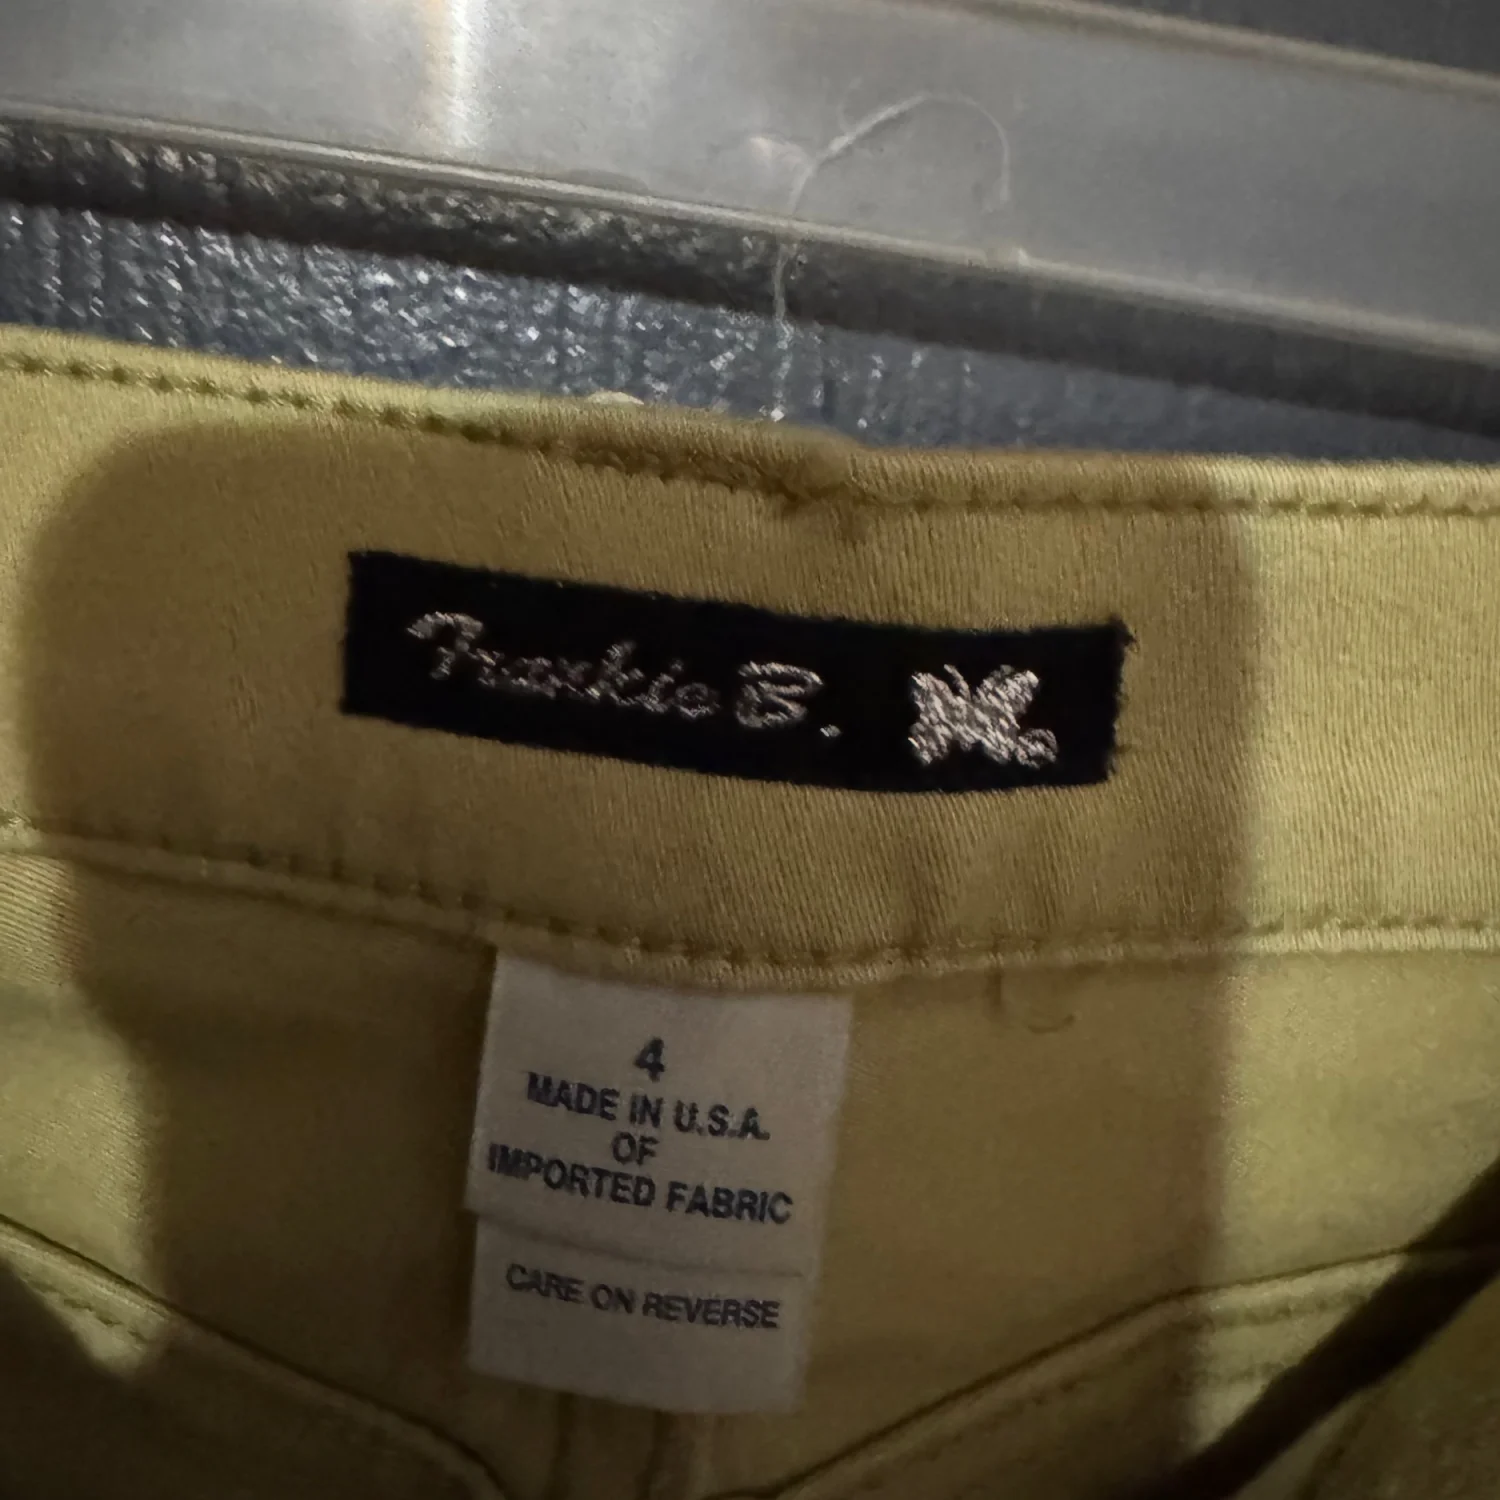 Frankie B.
4
MADE IN U.S.A.
OF
IMPORTED FABRIC
CARE ON REVERSE